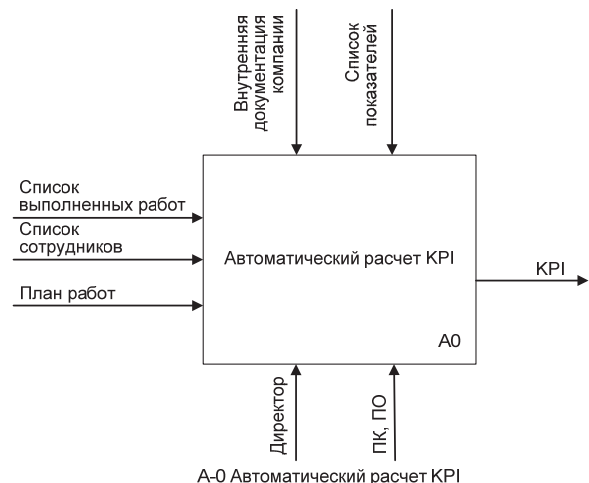 Внутренняя
документация
компании
Список
показателей
Список
выполненных работ
Список
сотрудников
План работ
Автоматический расчет KPI
KPI
A0
Директор
ПК, ПО
A-0 Автоматический расчет KPI